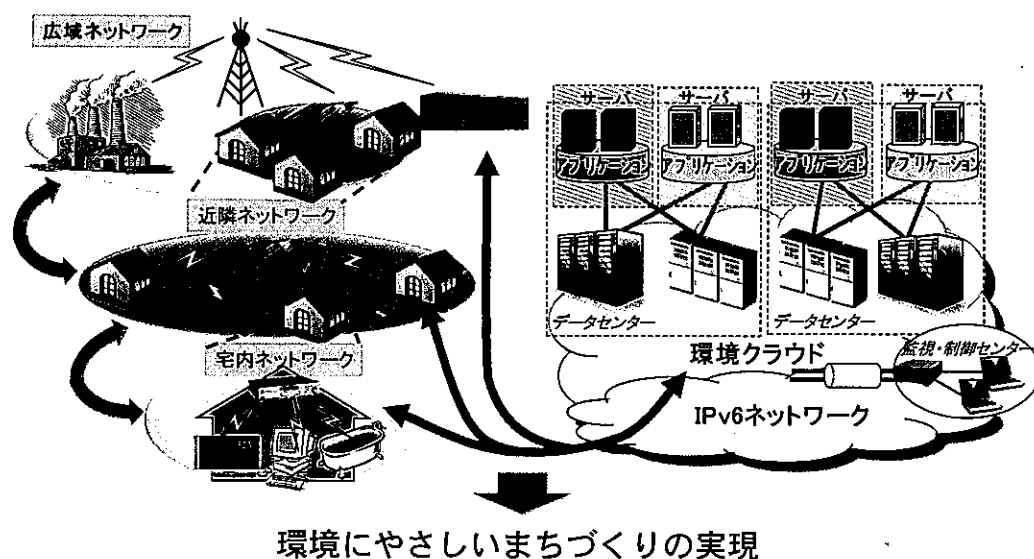 広域ネットワーク
近隣ネットワーク
宅内ネットワーク
サーバ
サーバ
サーバ
サーバ
アプリケーション
アプリケーション
アプリケーション
アプリケーション
データセンター
データセンター
環境クラウド
監視・制御センター
IPv6ネットワーク
環境にやさしいまちづくりの実現